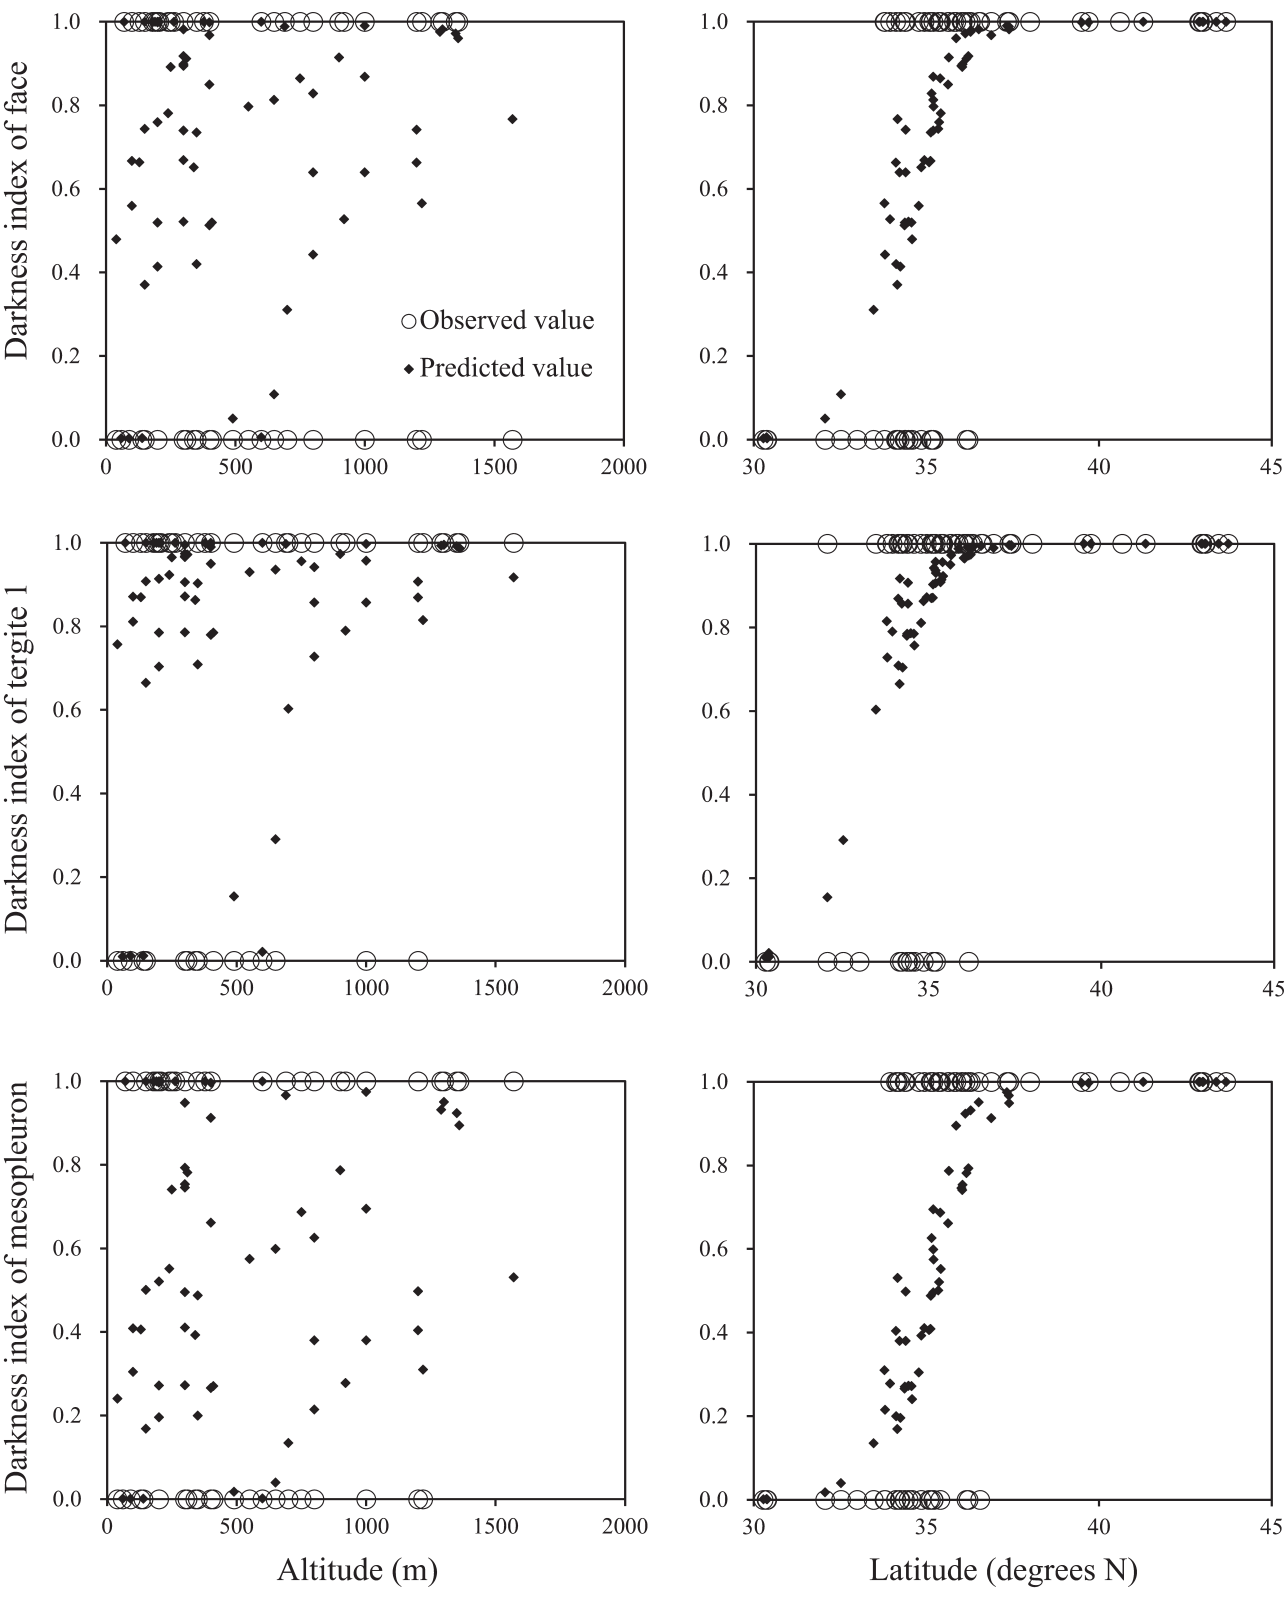 Darkness index of face
1.0
0.8
0.6
0.4
0.2
0.0
0 500 1000 1500 2000
Observed value
Predicted value
1.0
0.8
0.6
0.4
0.2
0.0
30 35 40 45
Darkness index of tergite 1
1.0
0.8
0.6
0.4
0.2
0.0
0 500 1000 1500 2000
1.0
0.8
0.6
0.4
0.2
0.0
30 35 40 45
Darkness index of mesopleuron
1.0
0.8
0.6
0.4
0.2
0.0
0 500 1000 1500 2000
Altitude (m)
1.0
0.8
0.6
0.4
0.2
0.0
30 35 40 45
Latitude (degrees N)